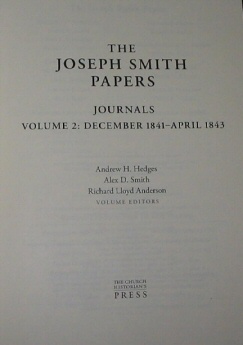 THE
JOSEPH SMITH
PAPERS
JOURNALS
VOLUME 2: DECEMBER 1841–APRIL 1843
Andrew H. Hedges
Alex D. Smith
Richard Lloyd Anderson
VOLUME EDITORS
THE CHURCH
HISTORIAN'S
PRESS